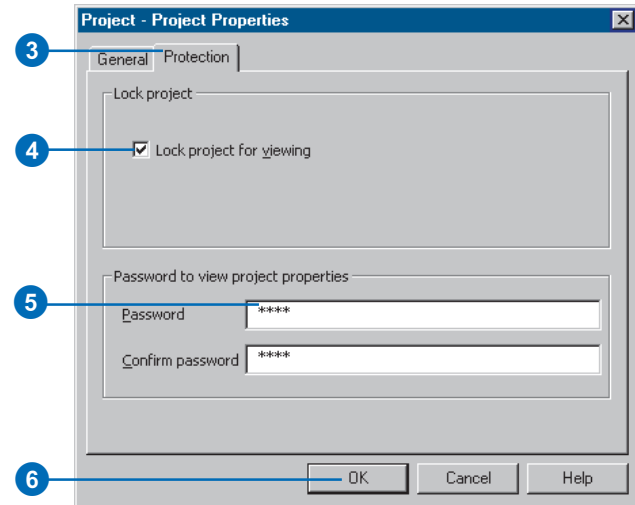 Project - Project Properties
3
General
Protection
Lock project
4
Lock project for viewing
Password to view project properties
5
Password
****
Confirm password
****
6
OK
Cancel
Help